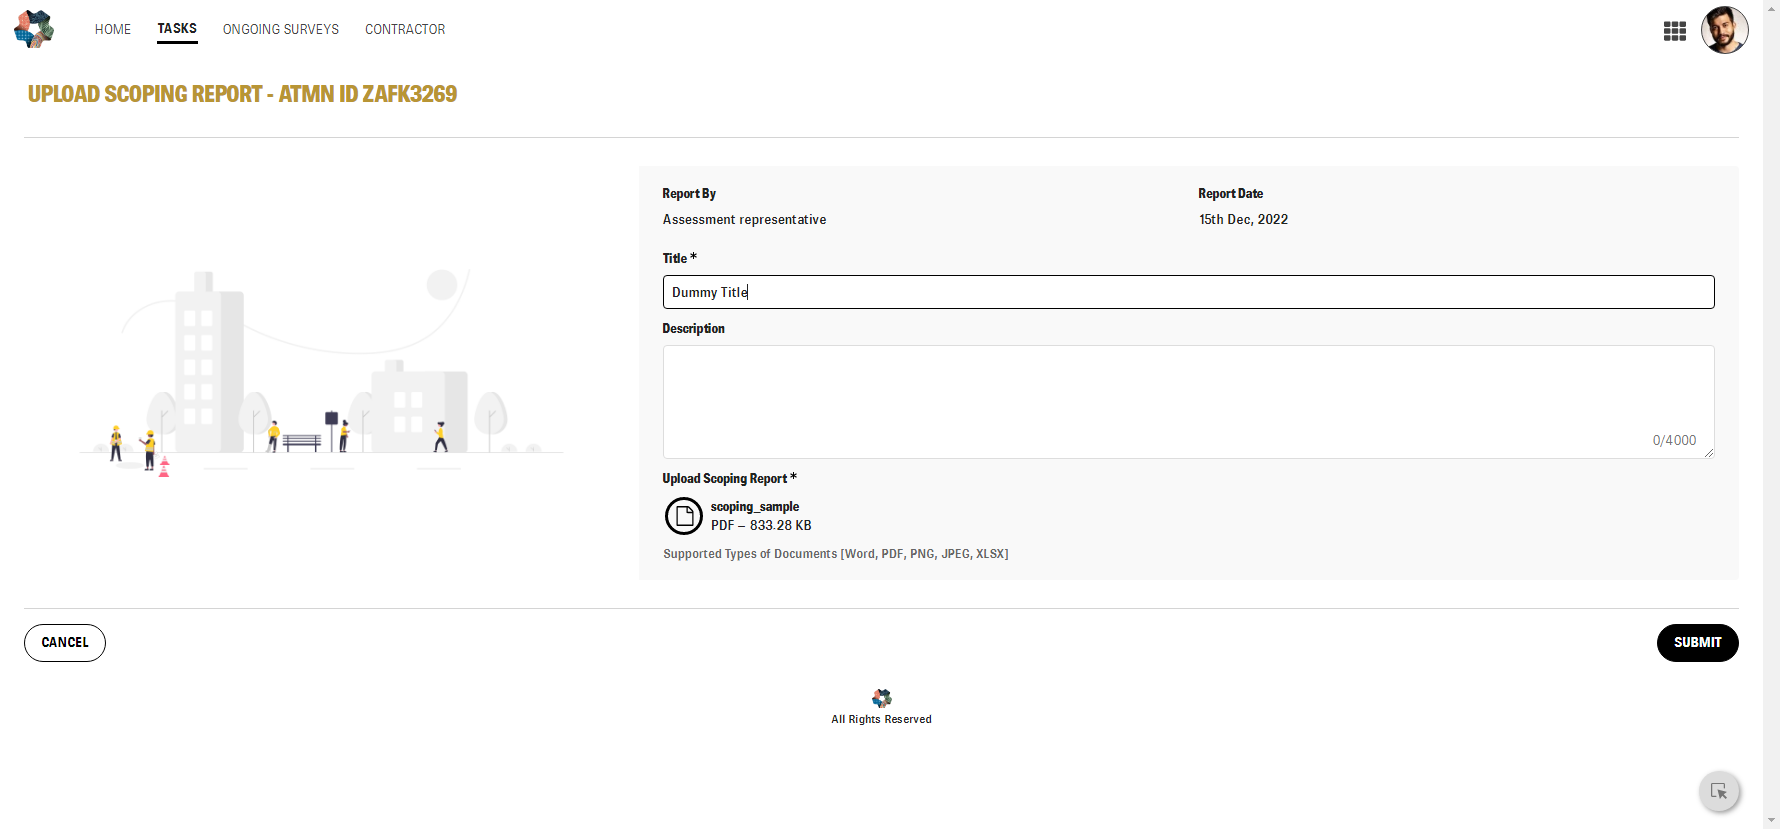 HOME
TASKS
ONGOING SURVEYS
CONTRACTOR
UPLOAD SCOPING REPORT - ATMN ID ZAFK3269
Report By
Report Date
Assessment representative
15th Dec, 2022
Title *
Dummy Title
Description
0/4000
Upload Scoping Report *
scoping_sample
PDF – 833.28 KB
Supported Types of Documents [Word, PDF, PNG, JPEG, XLSX]
CANCEL
SUBMIT
All Rights Reserved